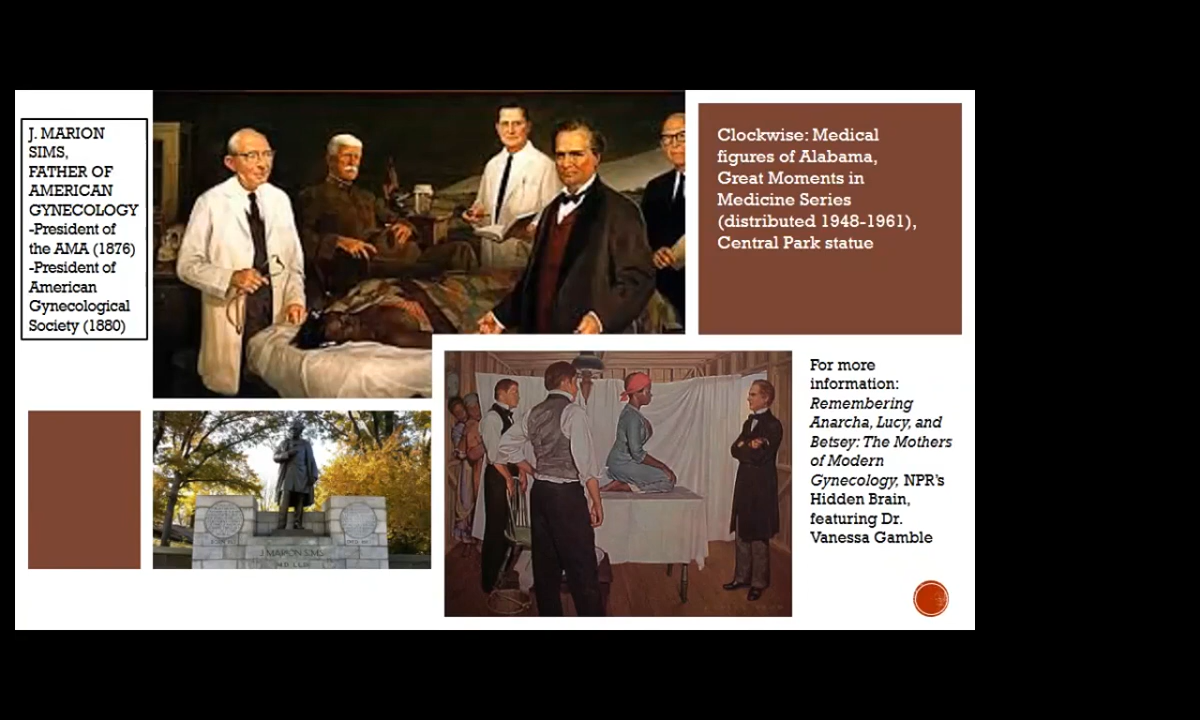 J. MARION
SIMS,
FATHER OF
AMERICAN
GYNECOLOGY
-President of
the AMA (1876)
-President of
American
Gynecological
Society (1880)
Clockwise: Medical
figures of Alabama,
Great Moments in
Medicine Series
(distributed 1948-1961),
Central Park statue
For more
information:
Remembering
Anarcha, Lucy, and
Betsey: The Mothers
of Modern
Gynecology, NPR's
Hidden Brain,
featuring Dr.
Vanessa Gamble
J. MARION SIMS